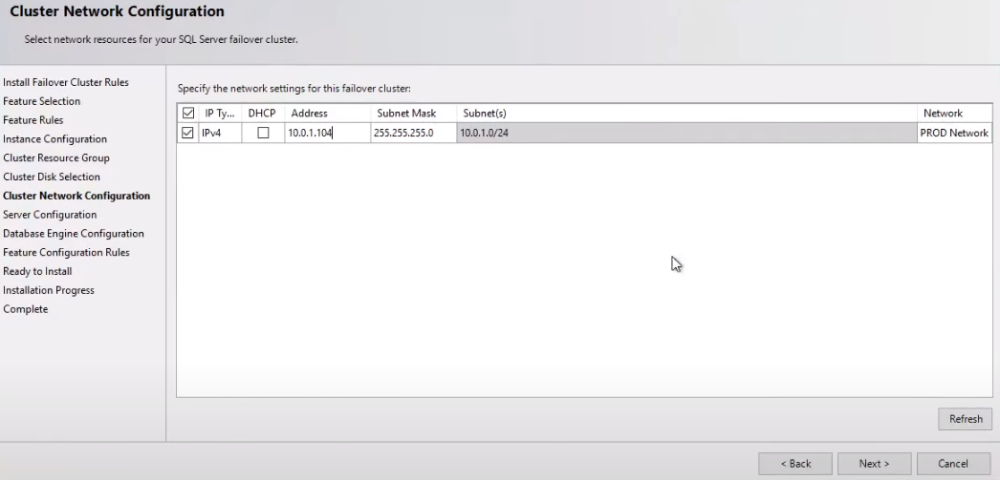 Cluster Network Configuration
Select network resources for your SQL Server failover cluster.
Install Failover Cluster Rules
Feature Selection
Feature Rules
Instance Configuration
Cluster Resource Group
Cluster Disk Selection
Cluster Network Configuration
Server Configuration
Database Engine Configuration
Feature Configuration Rules
Ready to Install
Installation Progress
Complete
Specify the network settings for this failover cluster:
IP Ty... DHCP Address Subnet Mask Subnet(s) Network
IPv4 10.0.1.104 255.255.255.0 10.0.1.0/24 PROD Network
Refresh
< Back Next > Cancel